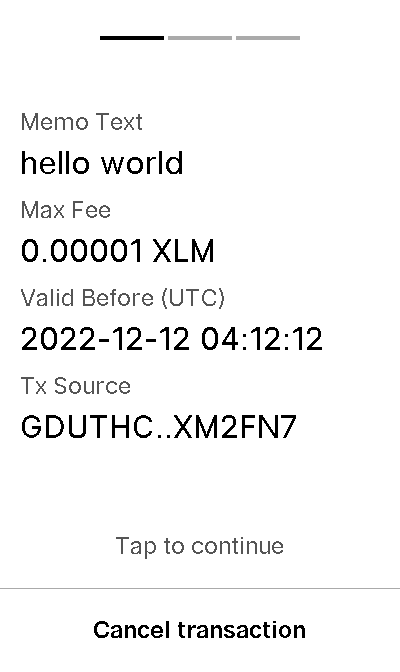 Memo Text
hello world
Max Fee
0.00001 XLM
Valid Before (UTC)
2022-12-12 04:12:12
Tx Source
GDUTHC..XM2FN7
Tap to continue
Cancel transaction